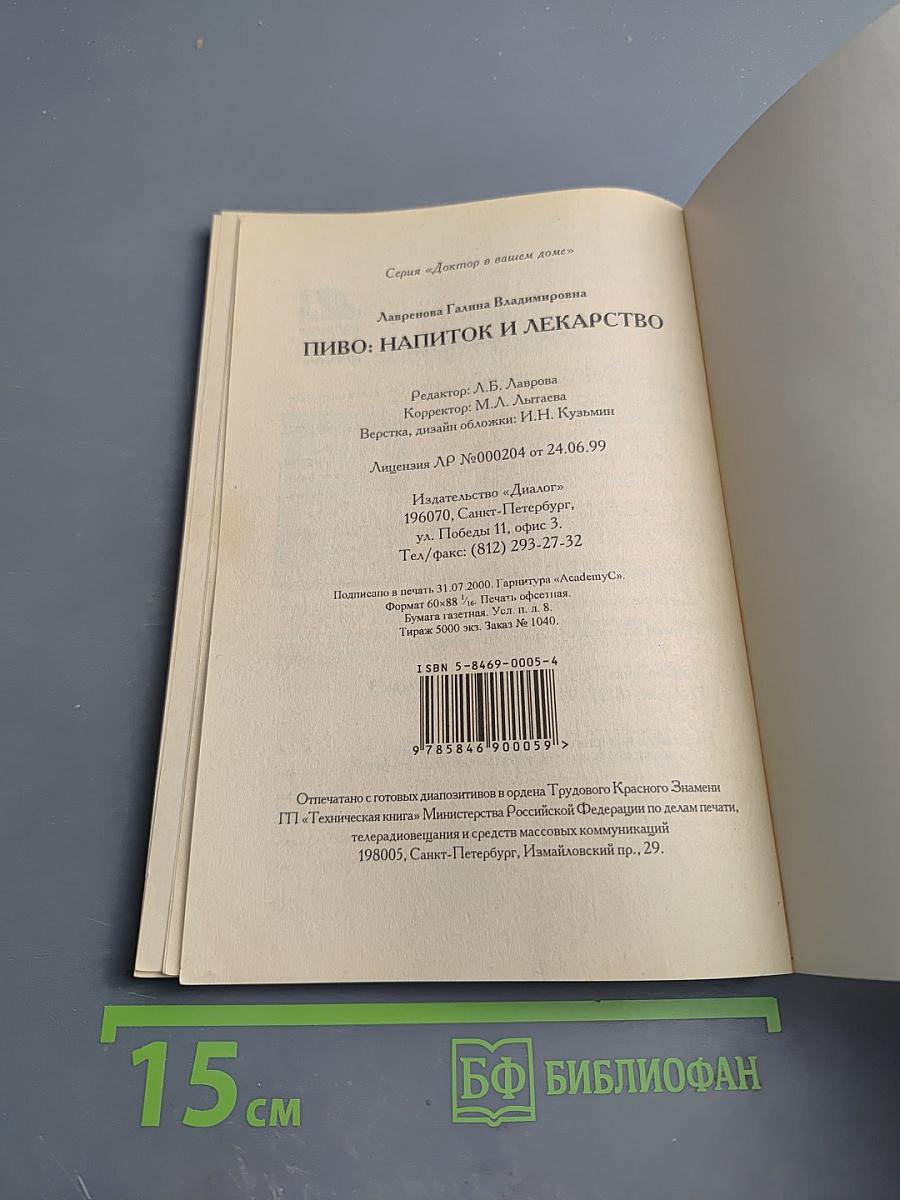 Серия «Доктор в вашем доме»
Лавренова Галина Владимировна
ПИВО: НАПИТОК И ЛЕКАРСТВО
Редактор: Л.Б. Лаврова
Корректор: М.Л. Лытаева
Верстка, дизайн обложки: И.Н. Кузьмин
Лицензия ЛР №000204 от 24.06.99
Издательство «Диалог»
196070, Санкт-Петербург,
ул. Победы 11, офис 3.
Тел/факс: (812) 293-27-32
Подписано в печать 31.07.2000. Гарнитура «AcademyC».
Формат 60×88 1/16. Печать офсетная.
Бумага газетная. Усл. п. л. 8.
Тираж 5000 экз. Заказ № 1040.
ISBN 5-8469-0005-4
9 785846 900059 >
Отпечатано с готовых диапозитивов в ордена Трудового Красного Знамени
ГП «Техническая книга» Министерства Российской Федерации по делам печати,
телерадиовещания и средств массовых коммуникаций
198005, Санкт-Петербург, Измайловский пр., 29.
15 см
БФ БИБЛИОФАН